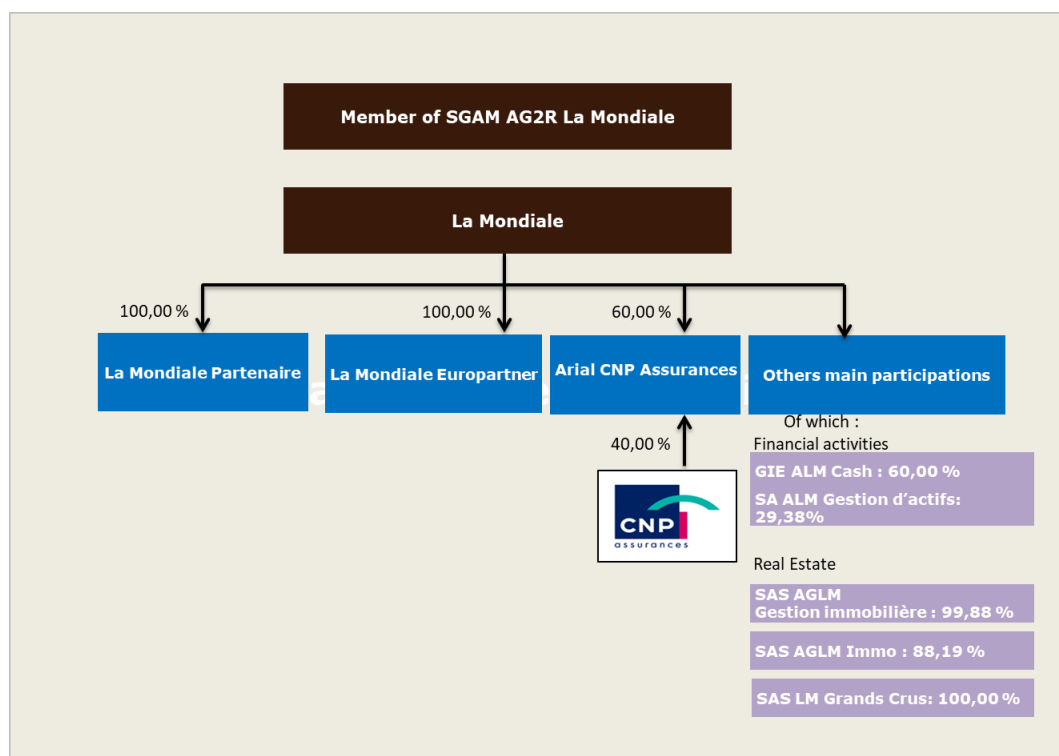 Member of SGAM AG2R La Mondiale
La Mondiale
100,00 %
100,00 %
60,00 %
La Mondiale Partenaire
La Mondiale Europartner
Arial CNP Assurances
Others main participations
40,00 %
CNP
assurances
Of which :
Financial activities
GIE ALM Cash : 60,00 %
SA ALM Gestion d’actifs:
29,38%
Real Estate
SAS AGLM
Gestion immobilière : 99,88 %
SAS AGLM Immo : 88,19 %
SAS LM Grands Crus: 100,00 %